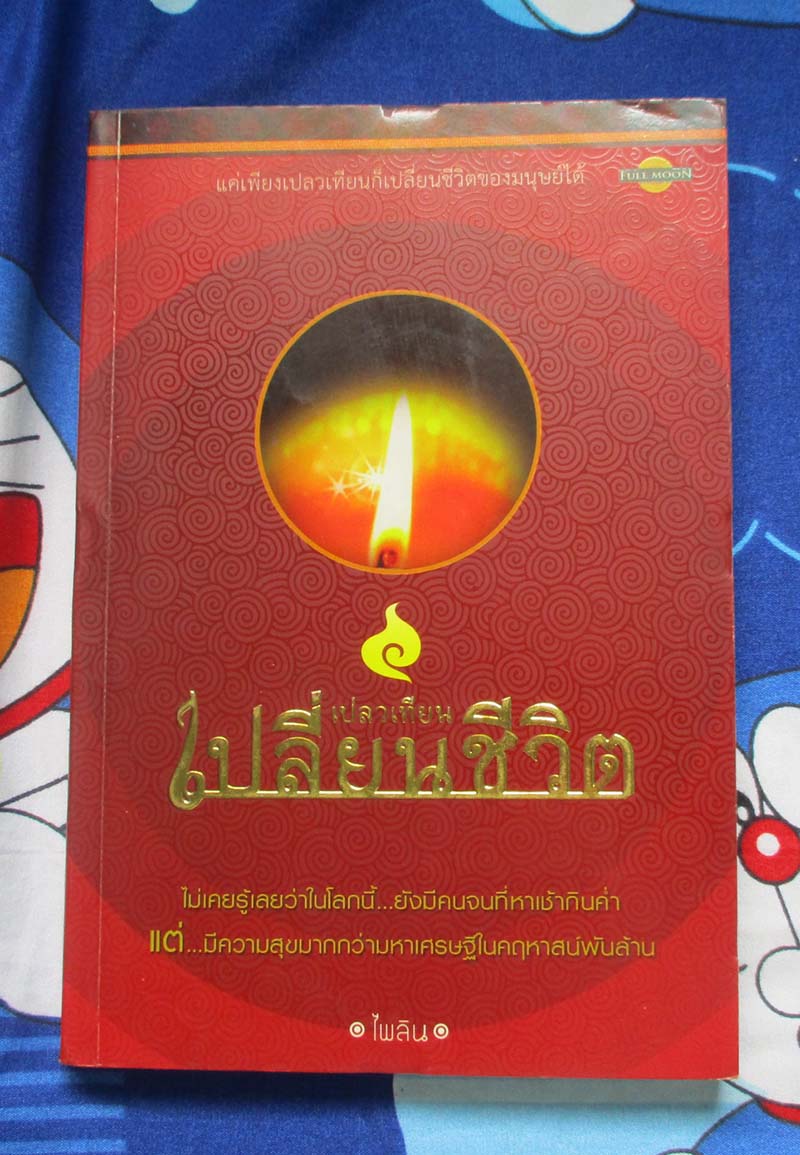 แค่เพียงเปลวเทียนก็เปลี่ยนชีวิตของมนุษย์ได้
FULL MOON
เปลวเทียน
เปลี่ยนชีวิต
ไม่เคยรู้เลยว่าในโลกนี้...ยังมีคนจนที่หาเช้ากินค่ำ
แต่...มีความสุขมากกว่ามหาเศรษฐีในคฤหาสน์พันล้าน
ไพลิน